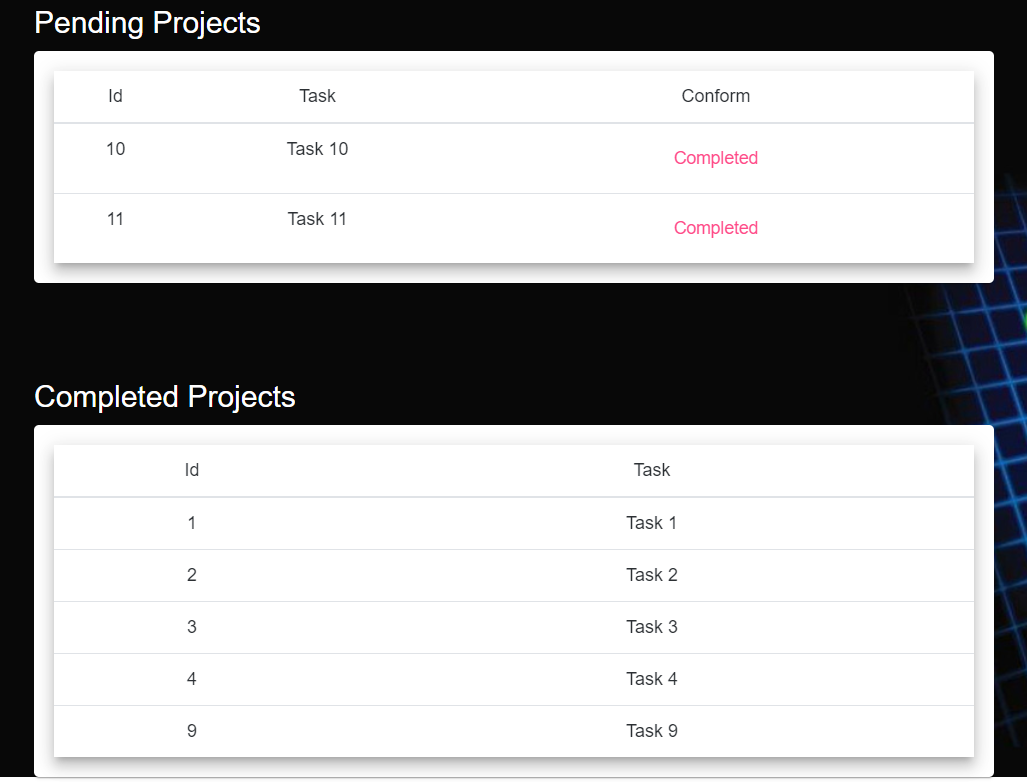 Pending Projects
Id Task Conform
10 Task 10 Completed
11 Task 11 Completed
Completed Projects
Id Task
1 Task 1
2 Task 2
3 Task 3
4 Task 4
9 Task 9